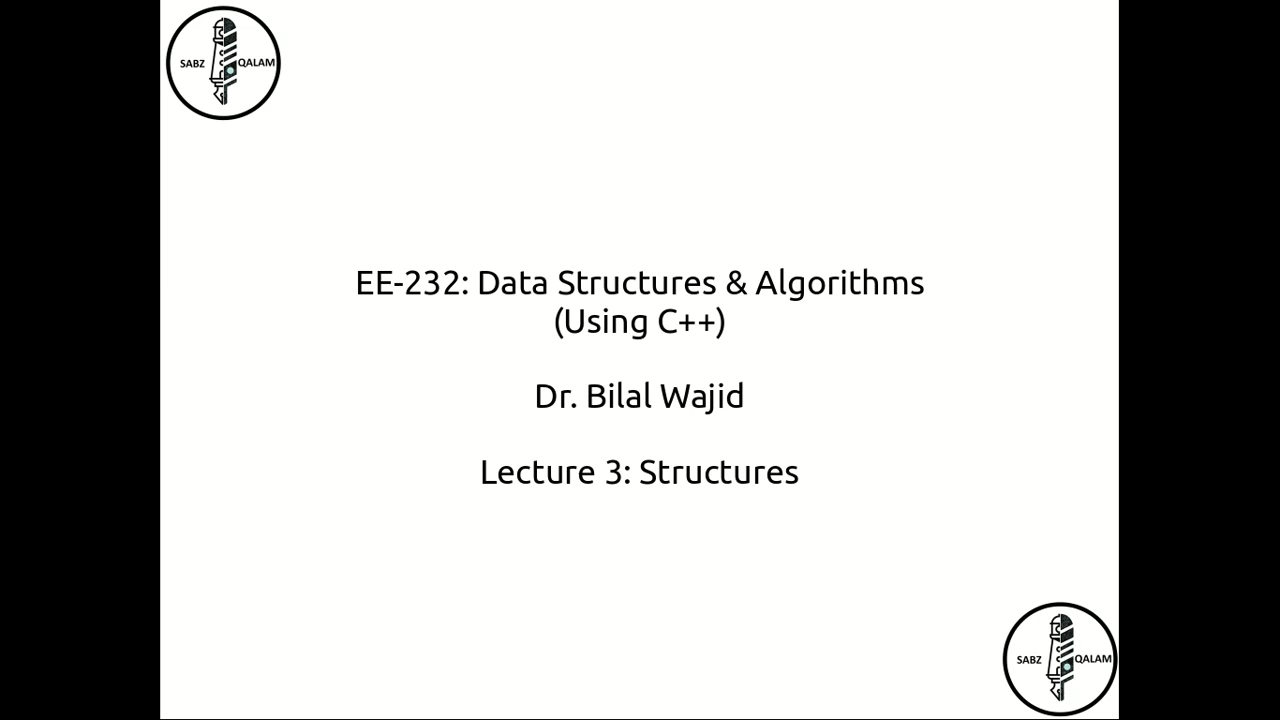 SABZ QALAM
EE-232: Data Structures & Algorithms
(Using C++)
Dr. Bilal Wajid
Lecture 3: Structures
SABZ QALAM